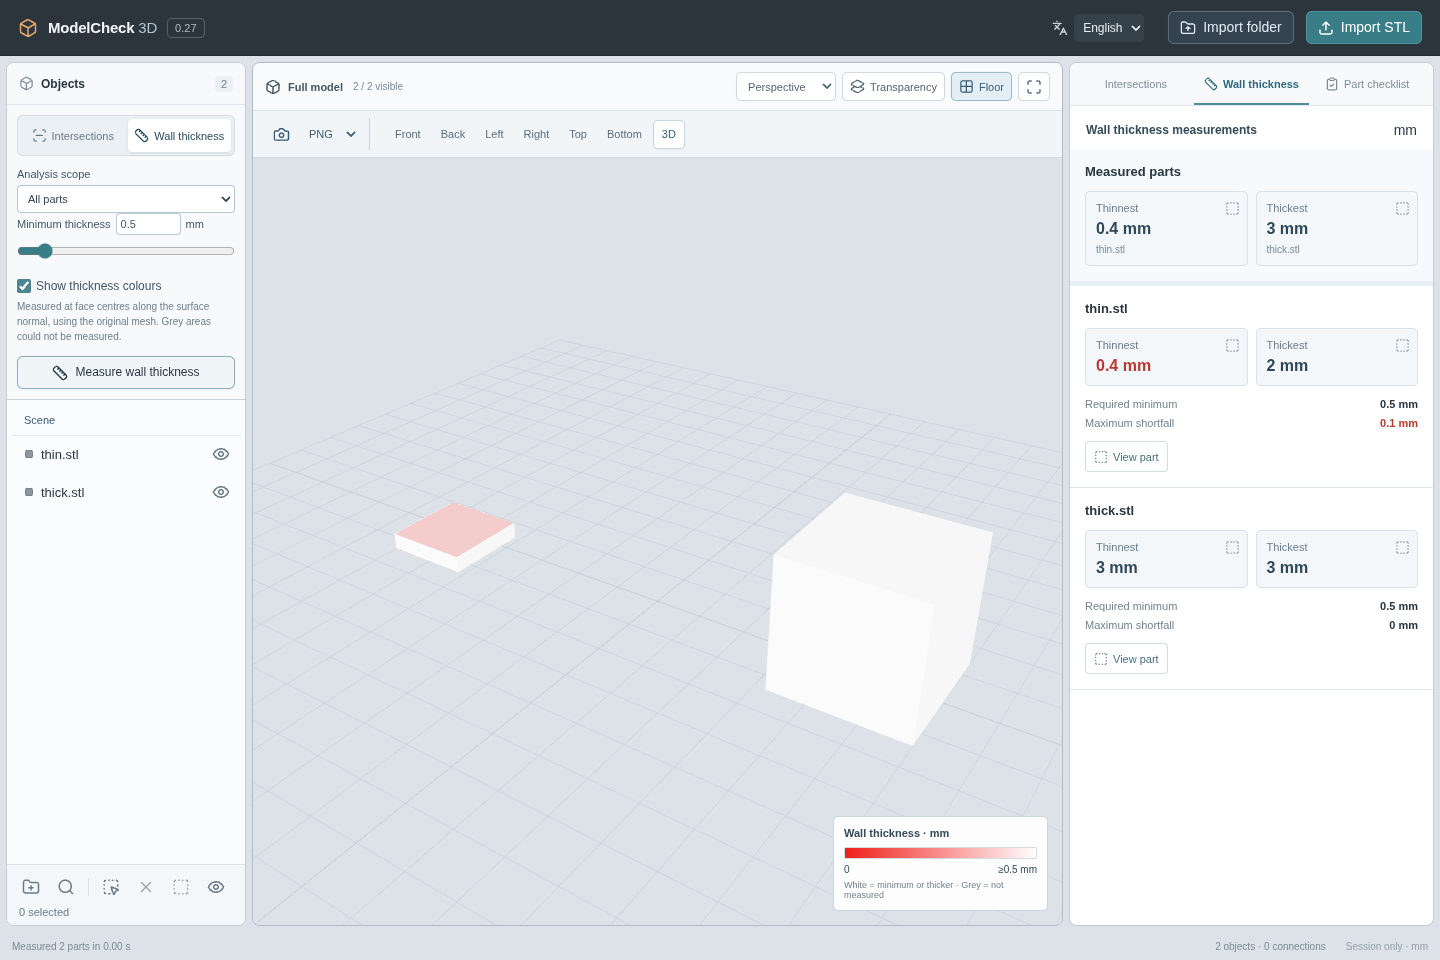 ModelCheck 3D 0.27
English
Import folder
Import STL
Objects 2
Intersections
Wall thickness
Analysis scope
All parts
Minimum thickness 0.5 mm
Show thickness colours
Measured at face centres along the surface
normal, using the original mesh. Grey areas
could not be measured.
Measure wall thickness
Scene
thin.stl
thick.stl
0 selected
Full model 2 / 2 visible
Perspective
Transparency
Floor
PNG
Front
Back
Left
Right
Top
Bottom
3D
Wall thickness · mm
0 ≥0.5 mm
White = minimum or thicker · Grey = not
measured
Intersections
Wall thickness
Part checklist
Wall thickness measurements mm
Measured parts
Thinnest
0.4 mm
thin.stl
Thickest
3 mm
thick.stl
thin.stl
Thinnest
0.4 mm
Thickest
2 mm
Required minimum 0.5 mm
Maximum shortfall 0.1 mm
View part
thick.stl
Thinnest
3 mm
Thickest
3 mm
Required minimum 0.5 mm
Maximum shortfall 0 mm
View part
Measured 2 parts in 0.00 s
2 objects · 0 connections
Session only · mm